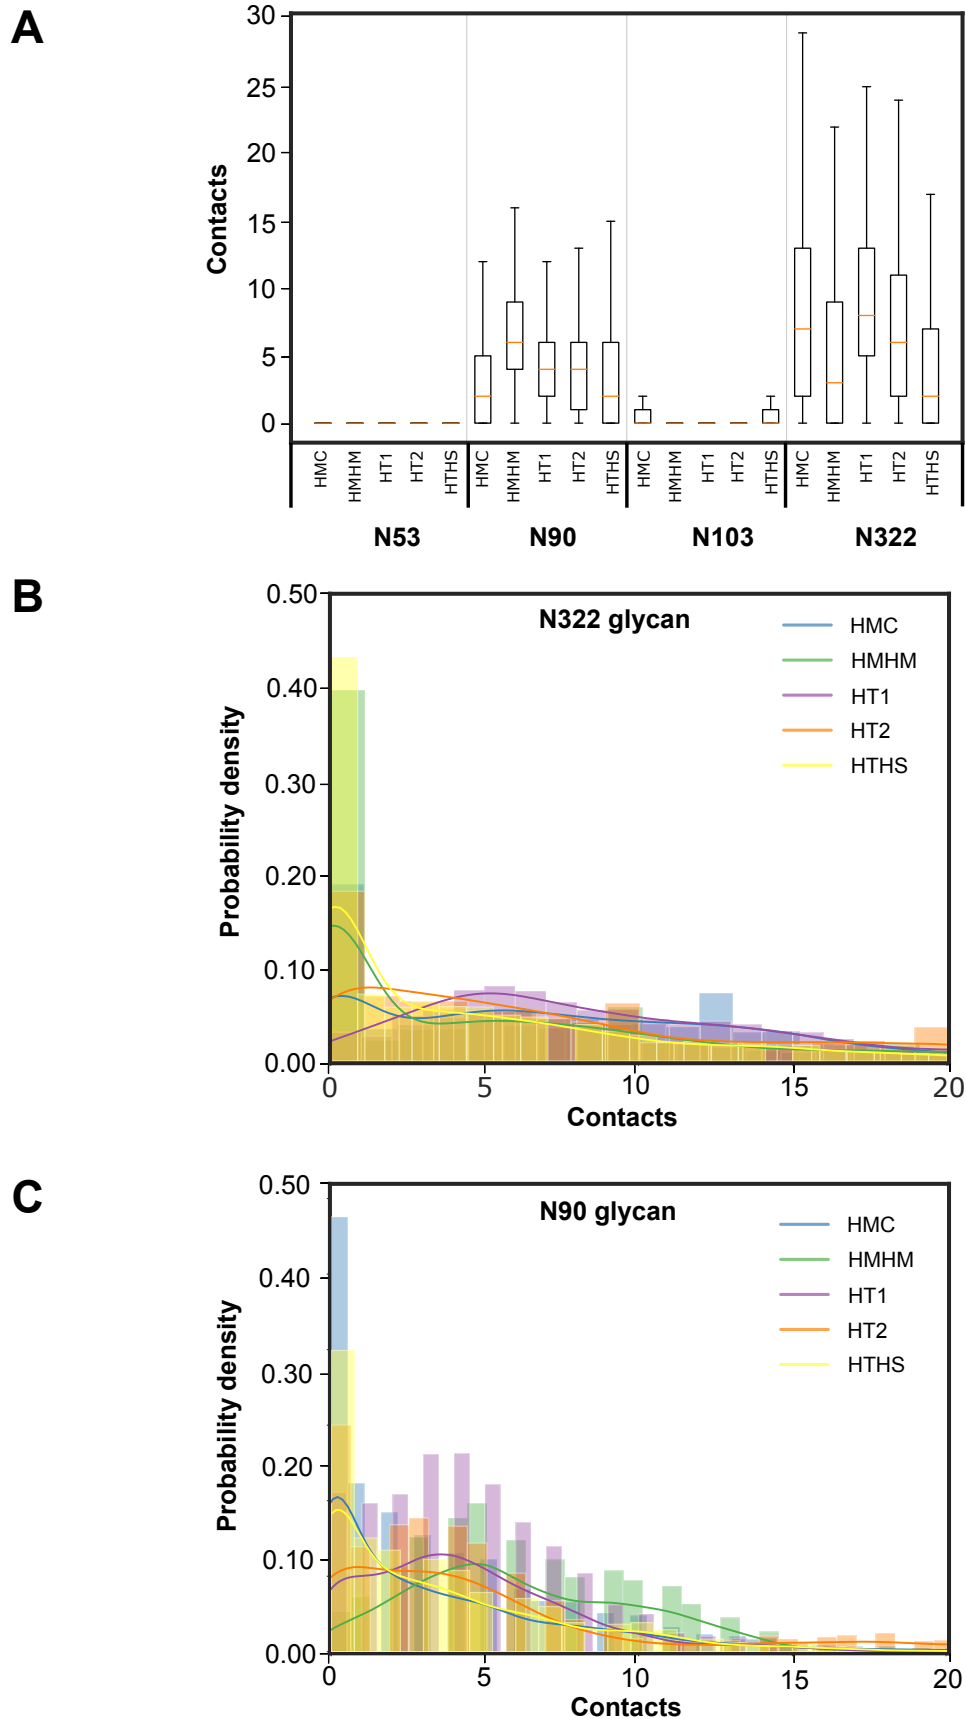 A
30
25
20
15
10
5
0
Contacts
HMC HMHM HT1 HT2 HTHS HMC HMHM HT1 HT2 HTHS HMC HMHM HT1 HT2 HTHS HMC HMHM HT1 HT2 HTHS
N53 N90 N103 N322
B
N322 glycan
0.50
0.40
0.30
0.20
0.10
0.00
Probability density
HMC
HMHM
HT1
HT2
HTHS
0 5 10 15 20
Contacts
C
N90 glycan
0.50
0.40
0.30
0.20
0.10
0.00
Probability density
HMC
HMHM
HT1
HT2
HTHS
0 5 10 15 20
Contacts